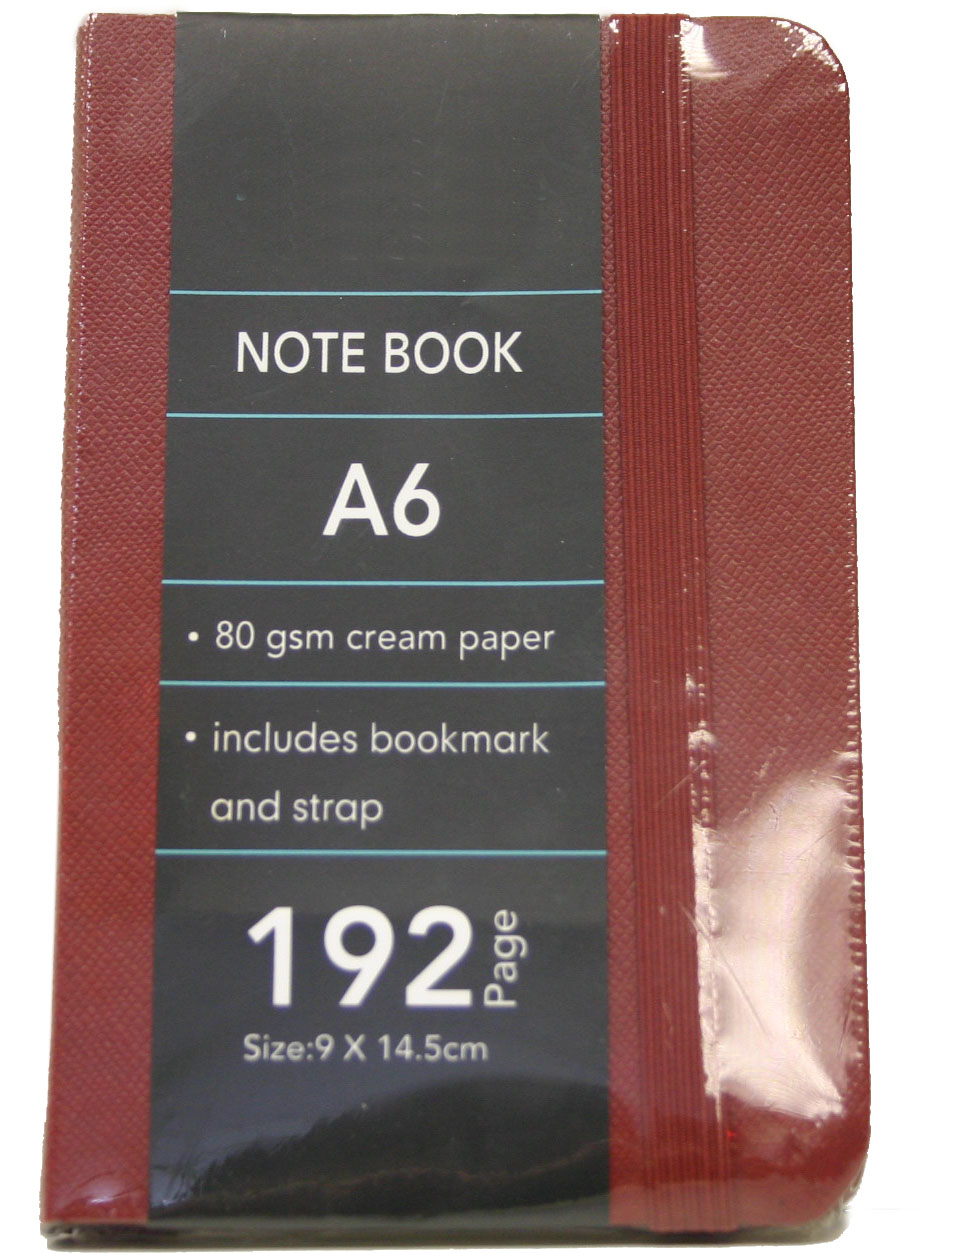 NOTE BOOK
A6
• 80 gsm cream paper
• includes bookmark
and strap
192 Page
Size:9 X 14.5cm